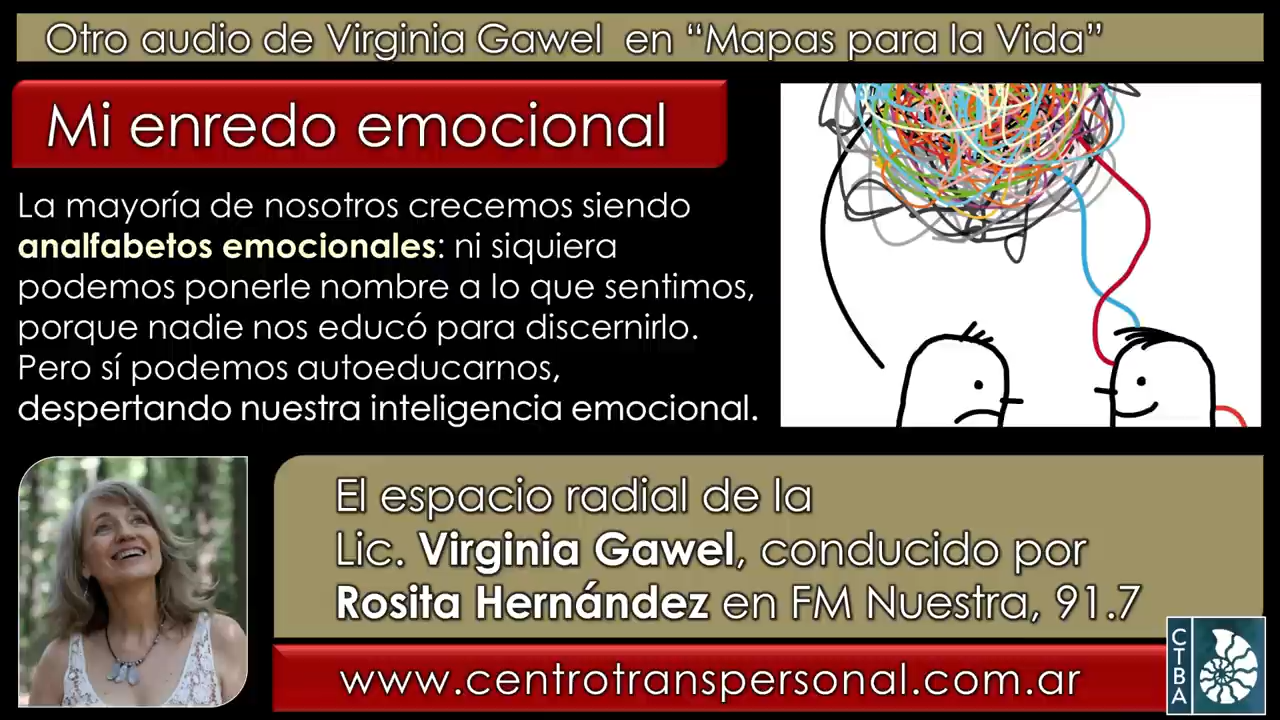 Otro audio de Virginia Gawel en “Mapas para la Vida”
Mi enredo emocional
La mayoría de nosotros crecemos siendo
analfabetos emocionales: ni siquiera
podemos ponerle nombre a lo que sentimos,
porque nadie nos educó para discernirlo.
Pero sí podemos autoeducarnos,
despertando nuestra inteligencia emocional.
El espacio radial de la
Lic. Virginia Gawel, conducido por
Rosita Hernández en FM Nuestra, 91.7
www.centrotranspersonal.com.ar
CTBA